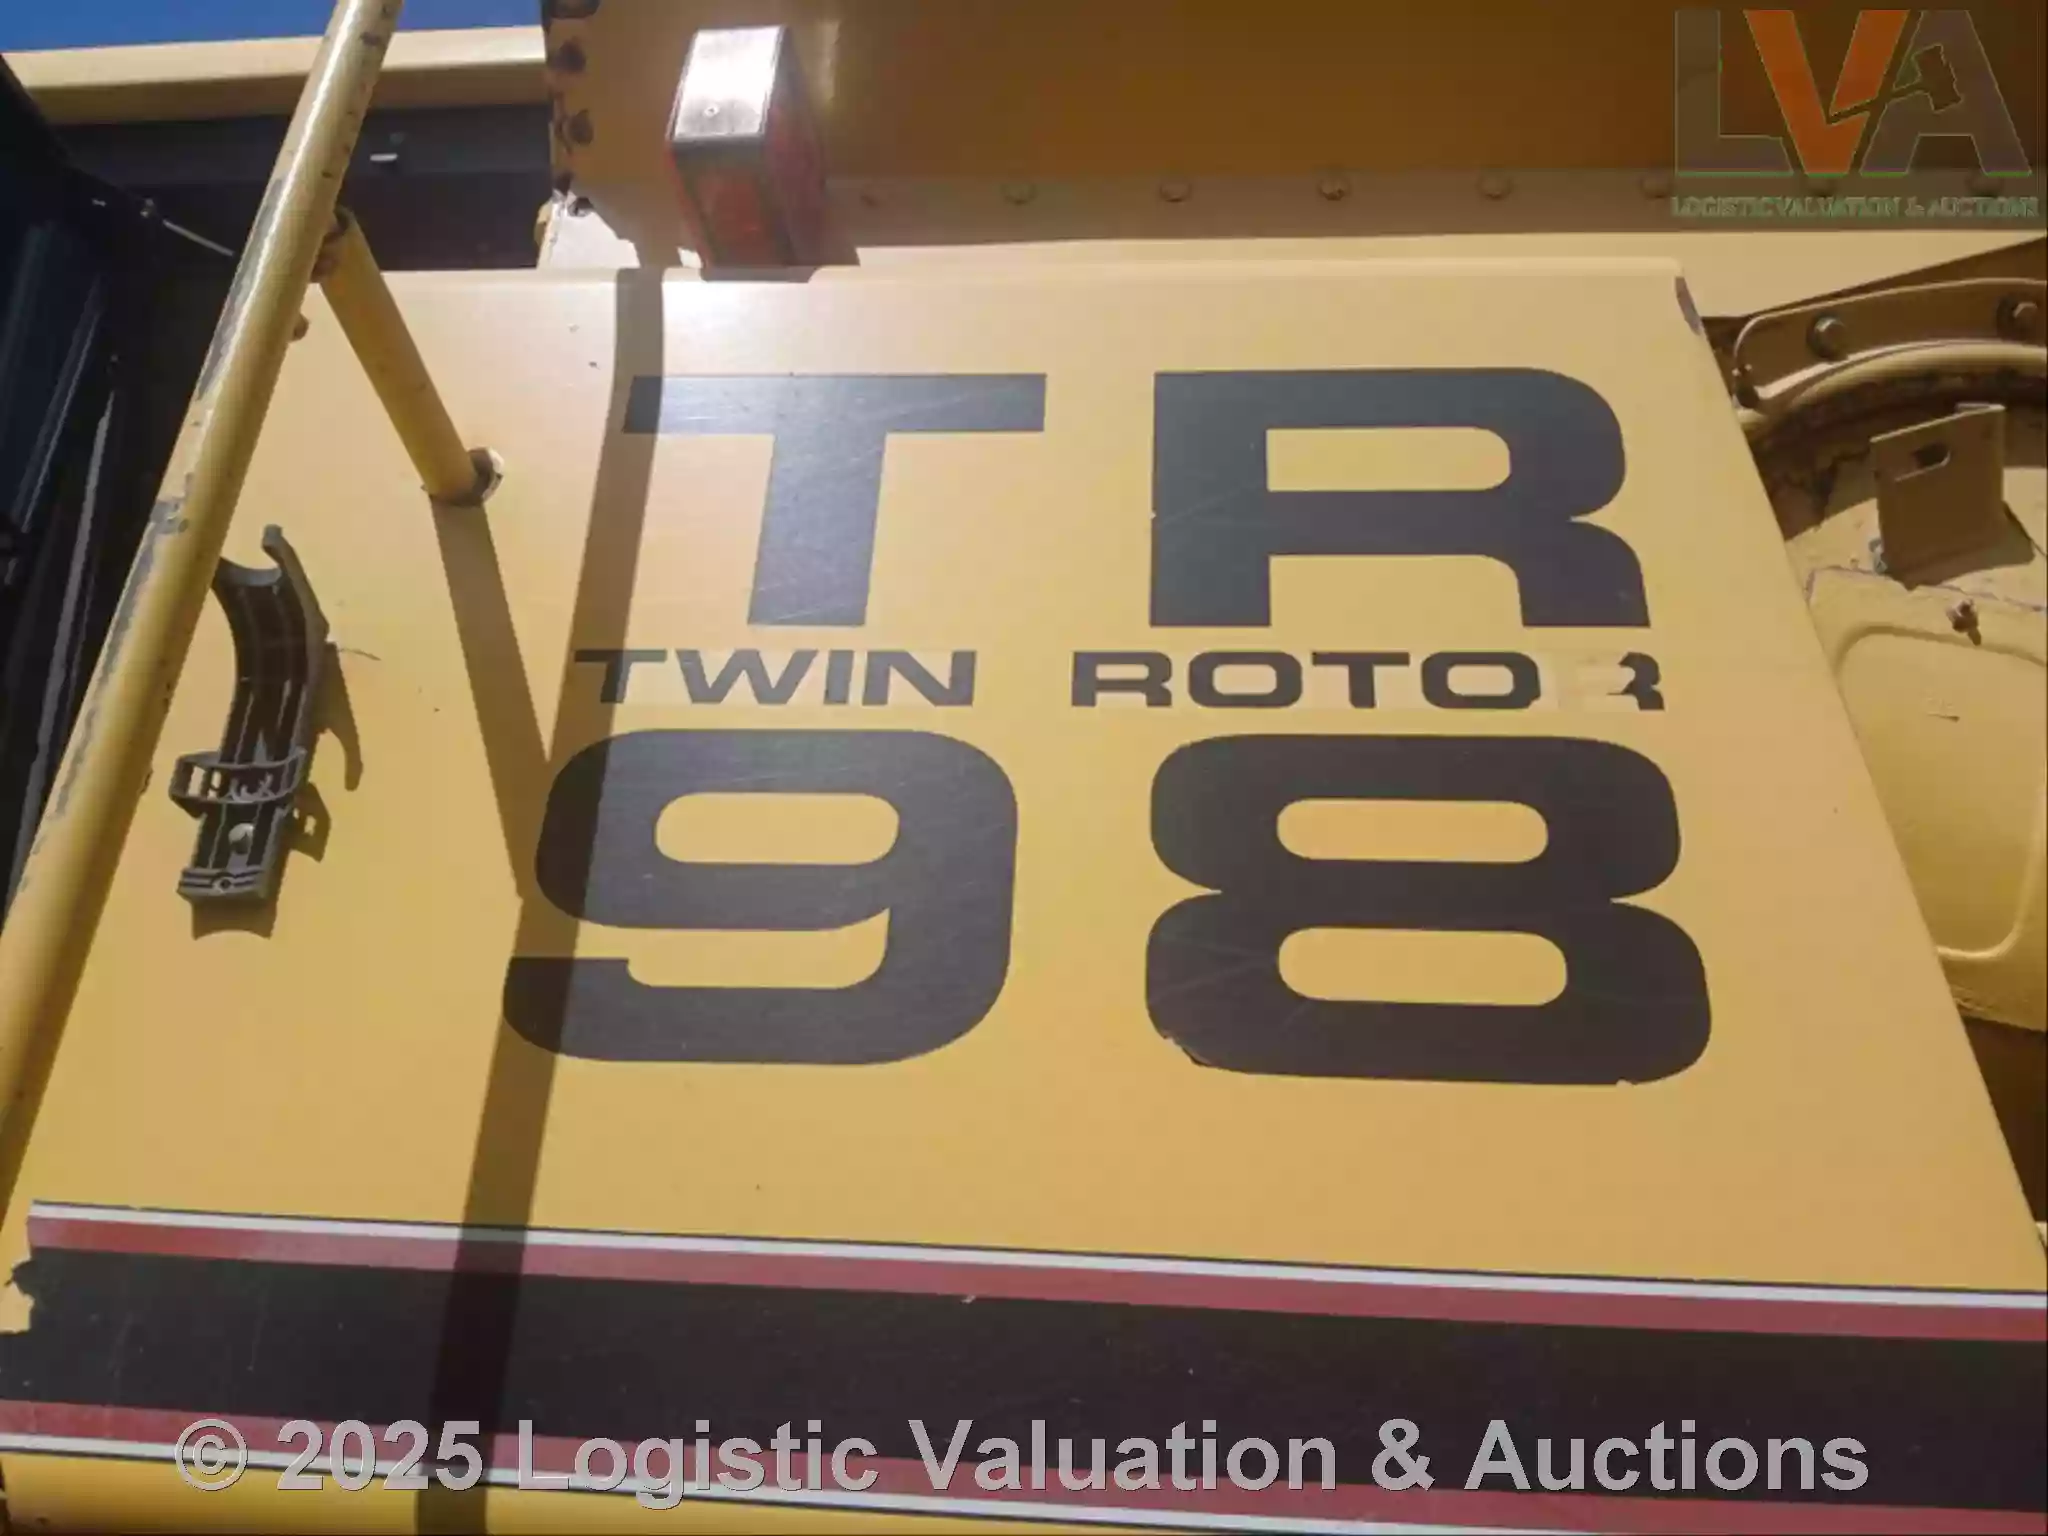 LVA
LOGISTIC VALUATION & AUCTIONS
TR
TWIN ROTOR
98
© 2025 Logistic Valuation & Auctions